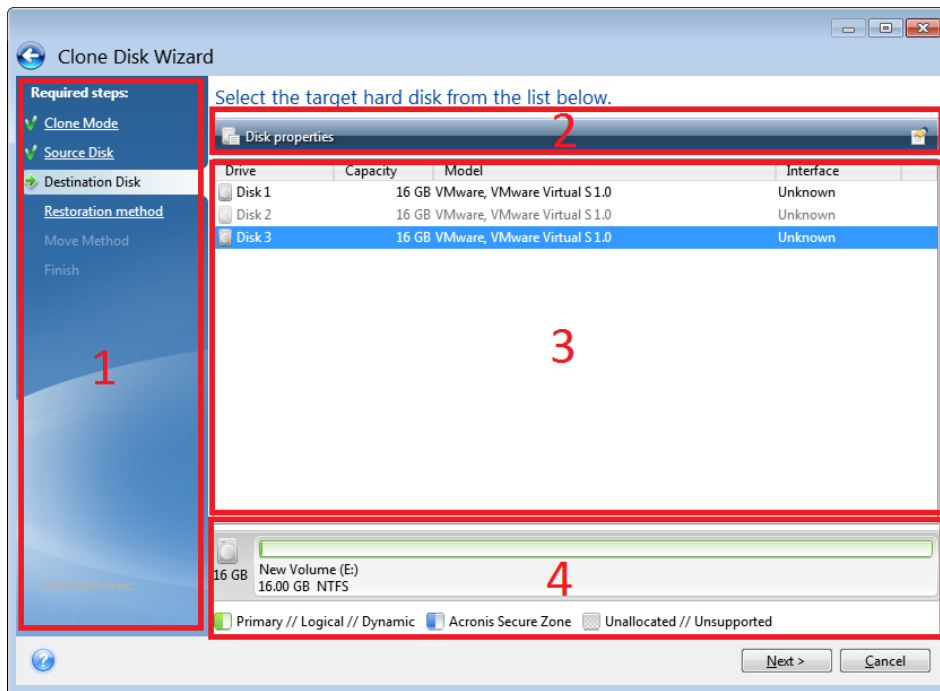 Clone Disk Wizard
Required steps:
Clone Mode
Source Disk
Destination Disk
Restoration method
Move Method
Finish
1
Select the target hard disk from the list below.
Disk properties
2
Drive Capacity Model Interface
Disk 1 16 GB VMware, VMware Virtual S 1.0 Unknown
Disk 2 16 GB VMware, VMware Virtual S 1.0 Unknown
Disk 3 16 GB VMware, VMware Virtual S 1.0 Unknown
3
16 GB
New Volume (E:)
16.00 GB NTFS
4
Primary // Logical // Dynamic Acronis Secure Zone Unallocated // Unsupported
?
Next > Cancel